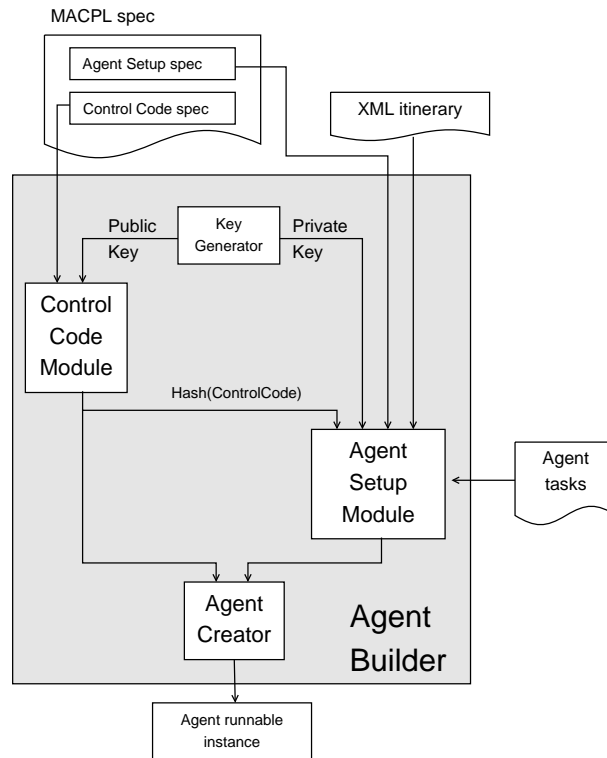 MACPL spec
Agent Setup spec
Control Code spec
XML itinerary
Public
Key
Key
Generator
Private
Key
Control
Code
Module
Hash(ControlCode)
Agent
Setup
Module
Agent
tasks
Agent
Creator
Agent
Builder
Agent runnable
instance